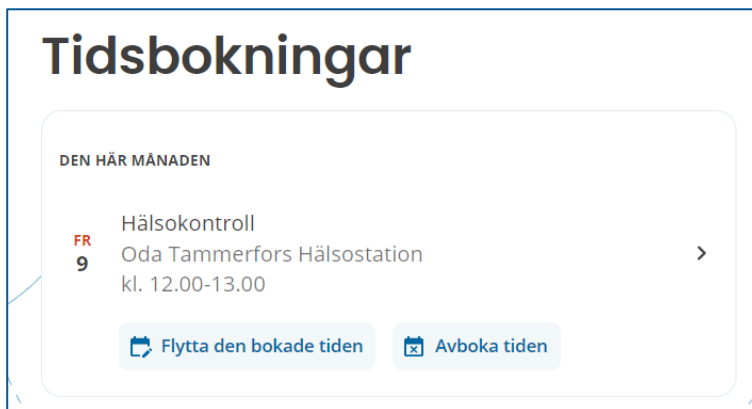 Tidsbokningar
DEN HÄR MÅNADEN
FR
9
Hälsokontroll
Oda Tammerfors Hälsostation
kl. 12.00-13.00
Flytta den bokade tiden
Avboka tiden